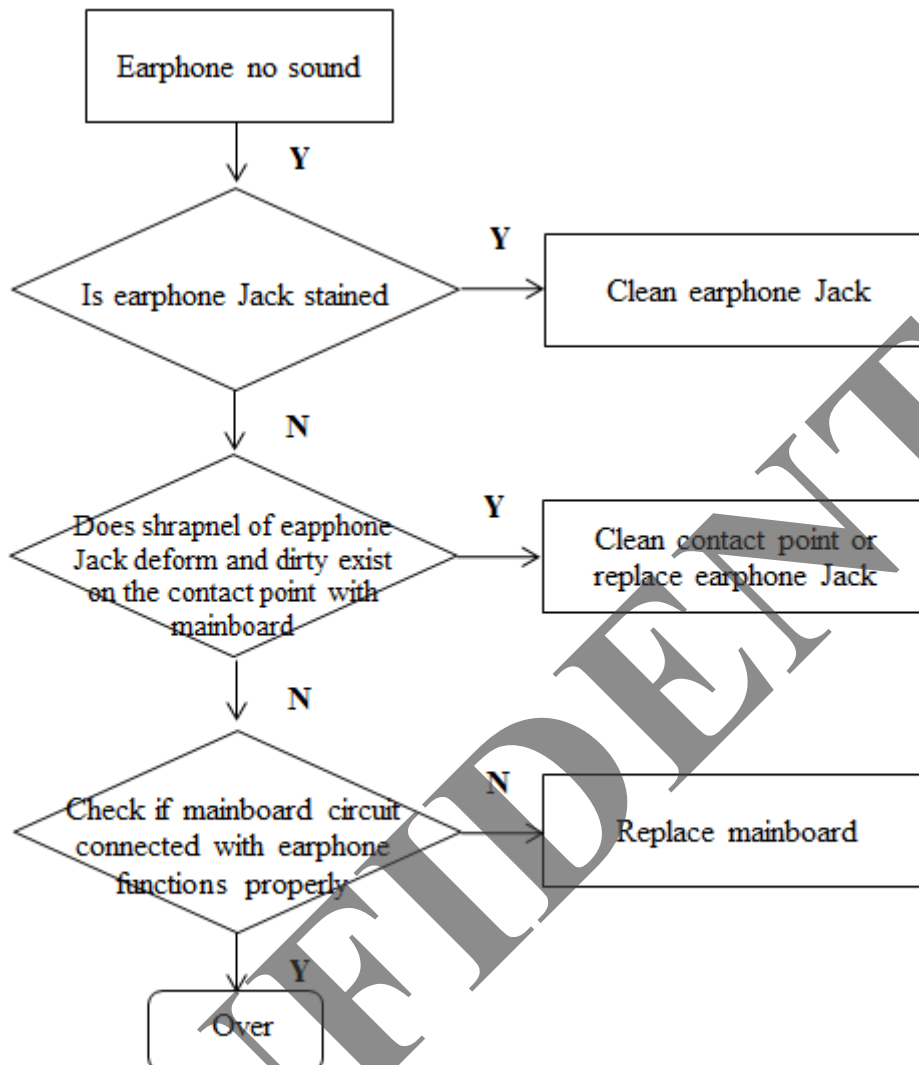 Earphone no sound
Y
Is earphone Jack stained
Y
Clean earphone Jack
N
Does shrapnel of eapphone
Jack deform and dirty exist
on the contact point with
mainboard
Y
Clean contact point or
replace earphone Jack
N
Check if mainboard circuit
connected with earphone
functions properly
N
Replace mainboard
Y
Over
FIDENT